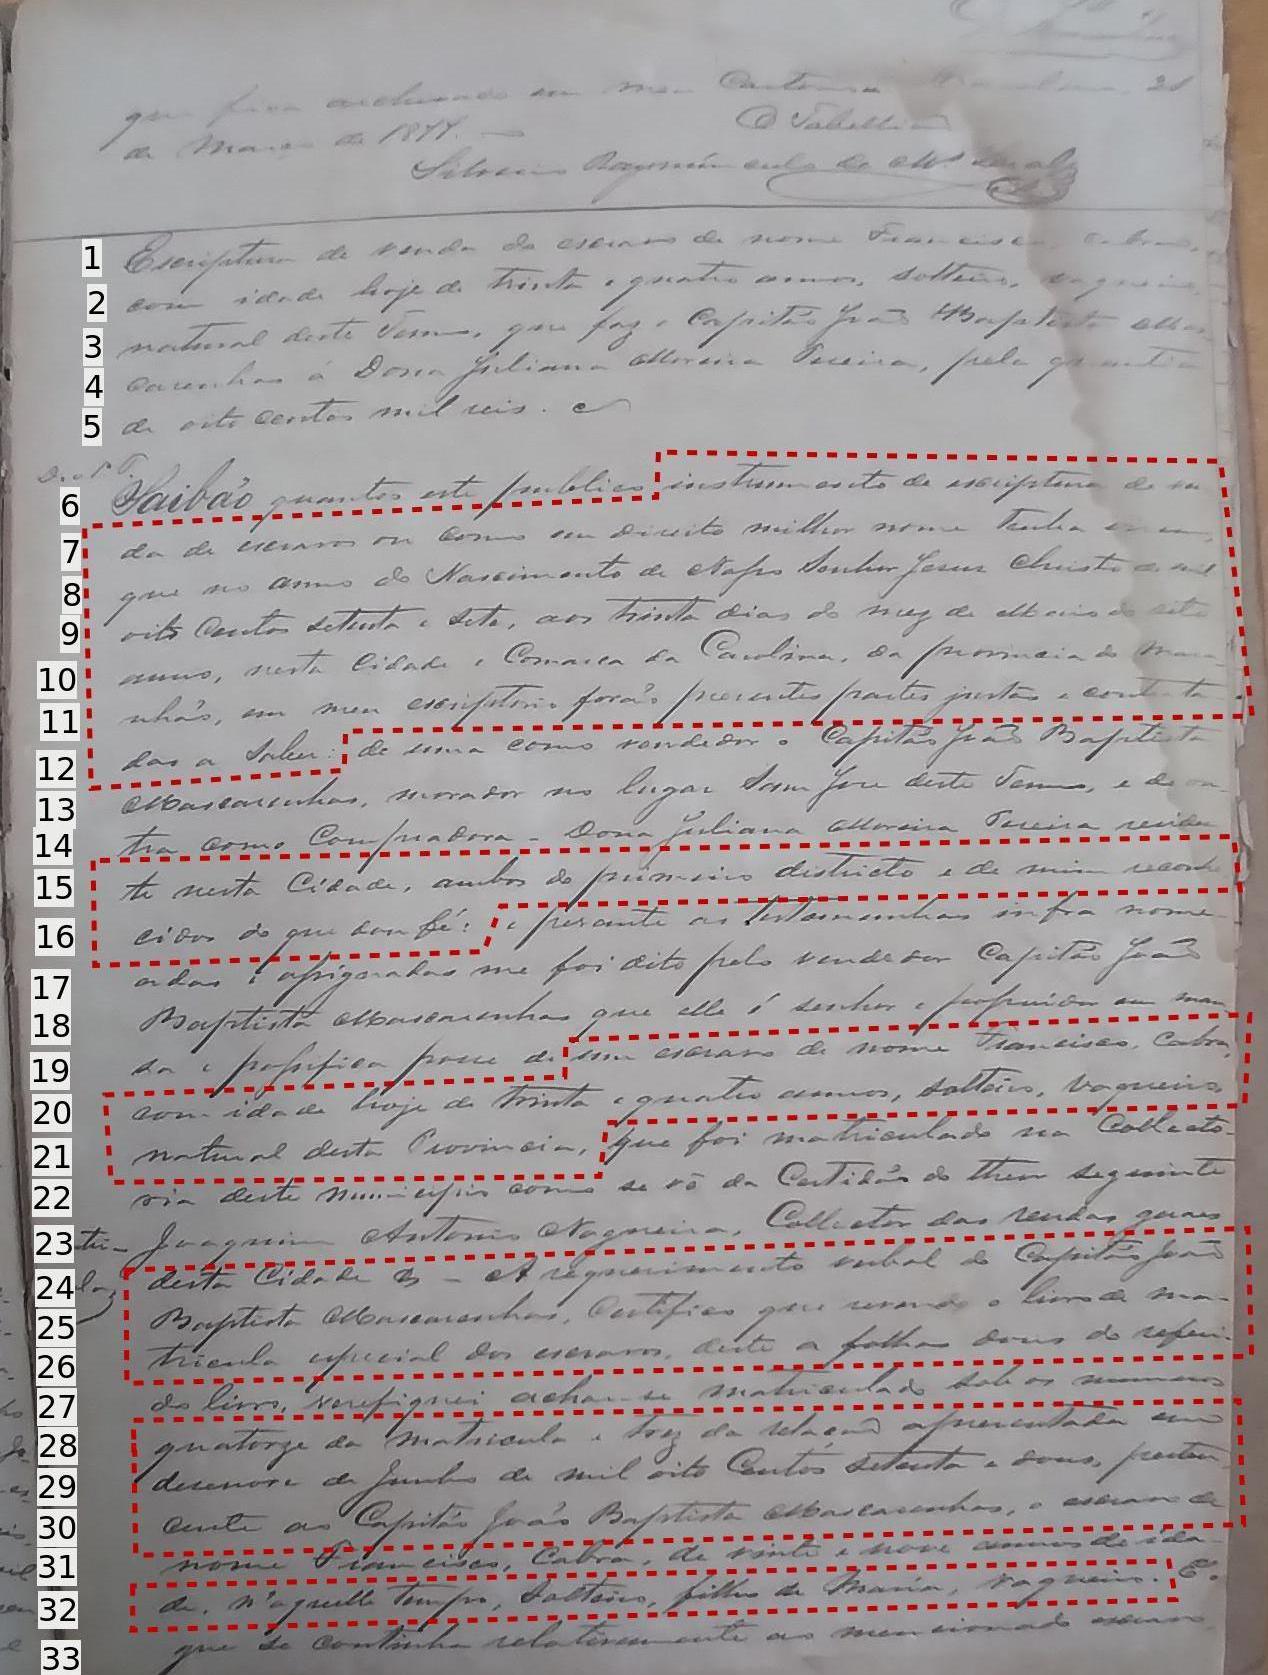 que fica archivado em meu Cartorio. Carolina, 21
de Março de 1877. —
O Tabelliam
1 Escriptura de venda do escravo de nome Francisco, cabra,
2 com idade hoje de trinta e quatro annos, solteiro, vaqueiro,
3 natural deste Termo, que faz o Capitão João Baptista Mas
4 carenhas á Dona Juliana Moreira Pereira, pela quantia
5 de oito centos mil reis.
6 Saibão quantos este publico instrumento de escriptura de ven
7 da de escravo ou como em direito milhor nome tenha virem,
8 que no anno do Nascimento de Nosso Senhor Jesus Christo de mil
9 oito centos setenta e sete, aos trinta dias do mez de Maio do dito
10 anno, nesta Cidade e Comarca da Carolina, da provincia do Mara-
11 nhão, em meu escriptorio forão presentes partes justas e contrata
12 das a saber: de uma como vendedor o Capitão João Baptista
13 Mascarenhas, morador no lugar Sam Jose deste Termo, e de ou-
14 tra como Compradora – Dona Juliana Moreira Pereira residen
15 te nesta Cidade, ambos do primeiro districto e de mim reconhe
16 cidos do que dou fé: e perante as testemunhas infra nome-
17 adas e assignadas me foi dito pelo vendedor Capitão João
18 Baptista Mascarenhas que elle é senhor e possuidor em man
19 sa e passifica posse de um escravo de nome Francisco, Cabra,
20 com idade hoje de trinta e quatro annos, solteiro, vaqueiro,
21 natural desta Provincia, que foi matriculado na Collecto-
22 ria deste municipio como se vê da Certidão do theor seguinte
23 Joaquim Antonio Nogueira, Collector das rendas geraes
24 desta Cidade &. – A requerimento verbal do Capitão João
25 Baptista Mascarenhas, Certifico que revendo o livro de ma-
26 tricula especial dos escravos, deste a folhas dous do referi-
27 do livro, verefiquei achar-se matriculado sob os numeros
28 quatorze da matricula e trez da relação apresentada em
29 desenove de Junho de mil oito Centos setenta e dous, perten
30 cente ao Capitão João Baptista Mascarenhas, o escravo de
31 nome Francisco, Cabra, de vinte e nove annos de ida-
32 de, n'aquelle tempo, Solteiro, filho de Maria, vaqueiro. E o
33 que se continha relativamente ao mencionado escravo